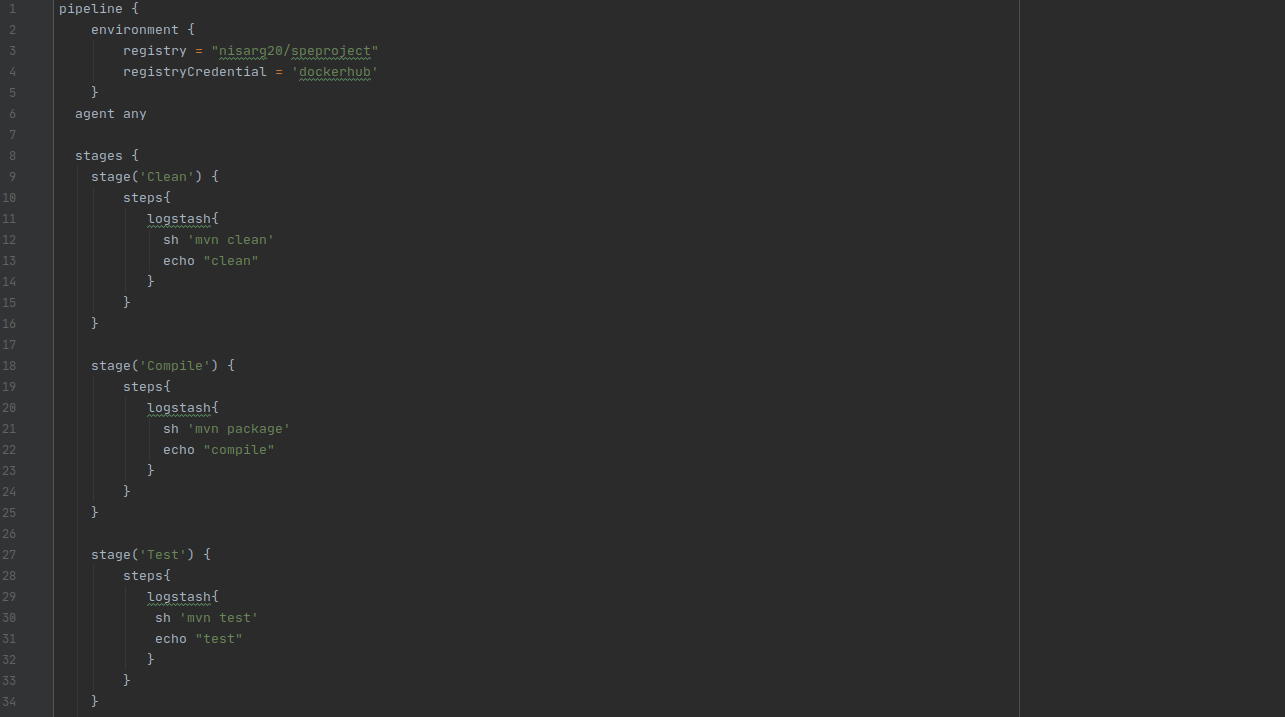 1 pipeline {
2 environment {
3 registry = "nisarg20/speproject"
4 registryCredential = 'dockerhub'
5 }
6 agent any
7
8 stages {
9 stage('Clean') {
10 steps{
11 logstash{
12 sh 'mvn clean'
13 echo "clean"
14 }
15 }
16 }
17
18 stage('Compile') {
19 steps{
20 logstash{
21 sh 'mvn package'
22 echo "compile"
23 }
24 }
25 }
26
27 stage('Test') {
28 steps{
29 logstash{
30 sh 'mvn test'
31 echo "test"
32 }
33 }
34 }